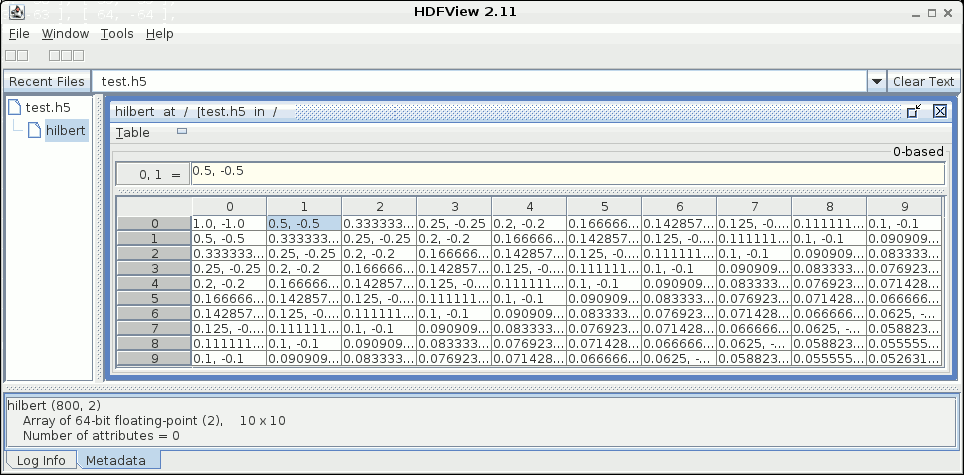 HDFView 2.11
File Window Tools Help
Recent Files test.h5 Clear Text
test.h5
hilbert
hilbert at / [test.h5 in /
Table
0-based
0, 1 = 0.5, -0.5
0 1 2 3 4 5 6 7 8 9
0 1.0, -1.0 0.5, -0.5 0.333333... 0.25, -0.25 0.2, -0.2 0.166666... 0.142857... 0.125, -0.... 0.111111... 0.1, -0.1
1 0.5, -0.5 0.333333... 0.25, -0.25 0.2, -0.2 0.166666... 0.142857... 0.125, -0.... 0.111111... 0.1, -0.1 0.090909...
2 0.333333... 0.25, -0.25 0.2, -0.2 0.166666... 0.142857... 0.125, -0.... 0.111111... 0.1, -0.1 0.090909... 0.083333...
3 0.25, -0.25 0.2, -0.2 0.166666... 0.142857... 0.125, -0.... 0.111111... 0.1, -0.1 0.090909... 0.083333... 0.076923...
4 0.2, -0.2 0.166666... 0.142857... 0.125, -0.... 0.111111... 0.1, -0.1 0.090909... 0.083333... 0.076923... 0.071428...
5 0.166666... 0.142857... 0.125, -0.... 0.111111... 0.1, -0.1 0.090909... 0.083333... 0.076923... 0.071428... 0.066666...
6 0.142857... 0.125, -0.... 0.111111... 0.1, -0.1 0.090909... 0.083333... 0.076923... 0.071428... 0.066666... 0.0625, -...
7 0.125, -0.... 0.111111... 0.1, -0.1 0.090909... 0.083333... 0.076923... 0.071428... 0.066666... 0.0625, -... 0.058823...
8 0.111111... 0.1, -0.1 0.090909... 0.083333... 0.076923... 0.071428... 0.066666... 0.0625, -... 0.058823... 0.055555...
9 0.1, -0.1 0.090909... 0.083333... 0.076923... 0.071428... 0.066666... 0.0625, -... 0.058823... 0.055555... 0.052631...
hilbert (800, 2)
Array of 64-bit floating-point (2), 10 x 10
Number of attributes = 0
Log Info Metadata